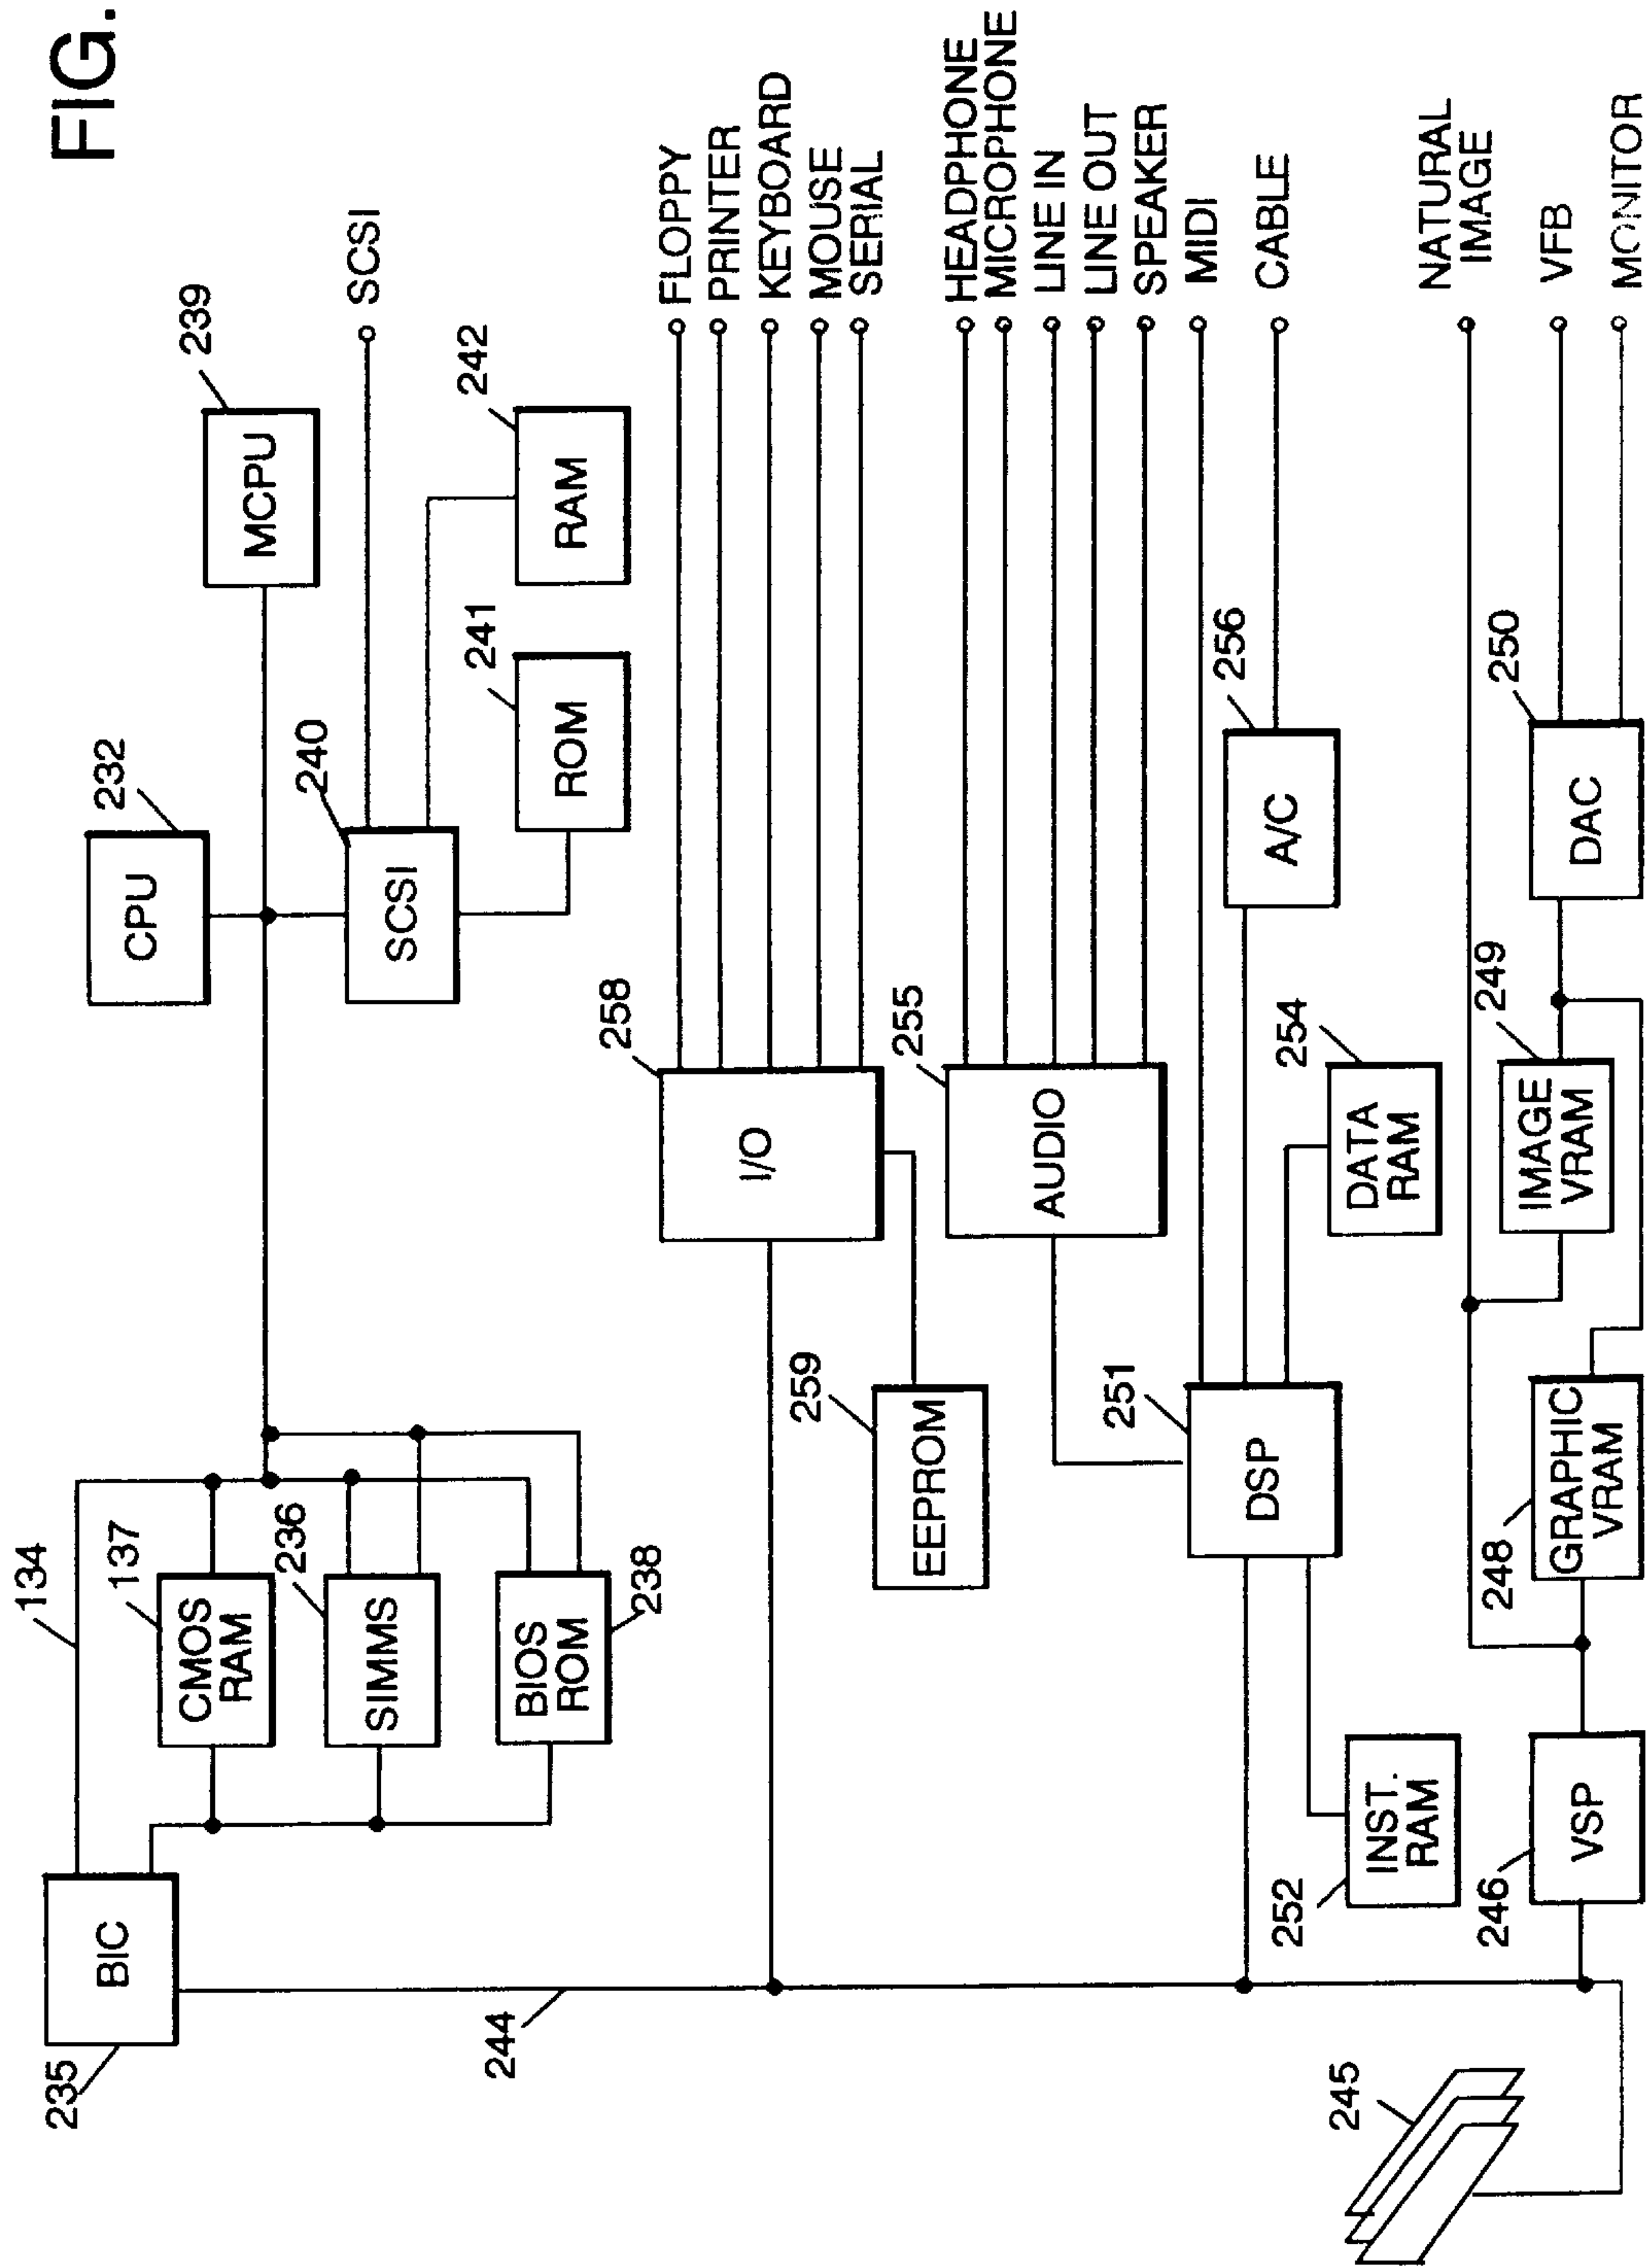 FIG.
235
BIC
134
137
CMOS
RAM
236
SIMMS
BIOS
ROM
238
CPU
232
MCPU
239
240
SCSI
SCSI
241
ROM
242
RAM
244
258
I/O
FLOPPY
PRINTER
KEYBOARD
MOUSE
SERIAL
259
EEPROM
255
AUDIO
HEADPHONE
MICROPHONE
LINE IN
LINE OUT
SPEAKER
MIDI
251
DSP
256
A/C
CABLE
254
DATA
RAM
252
INST.
RAM
245
246
VSP
248
GRAPHIC
VRAM
249
IMAGE
VRAM
250
DAC
NATURAL
IMAGE
VFB
MONITOR